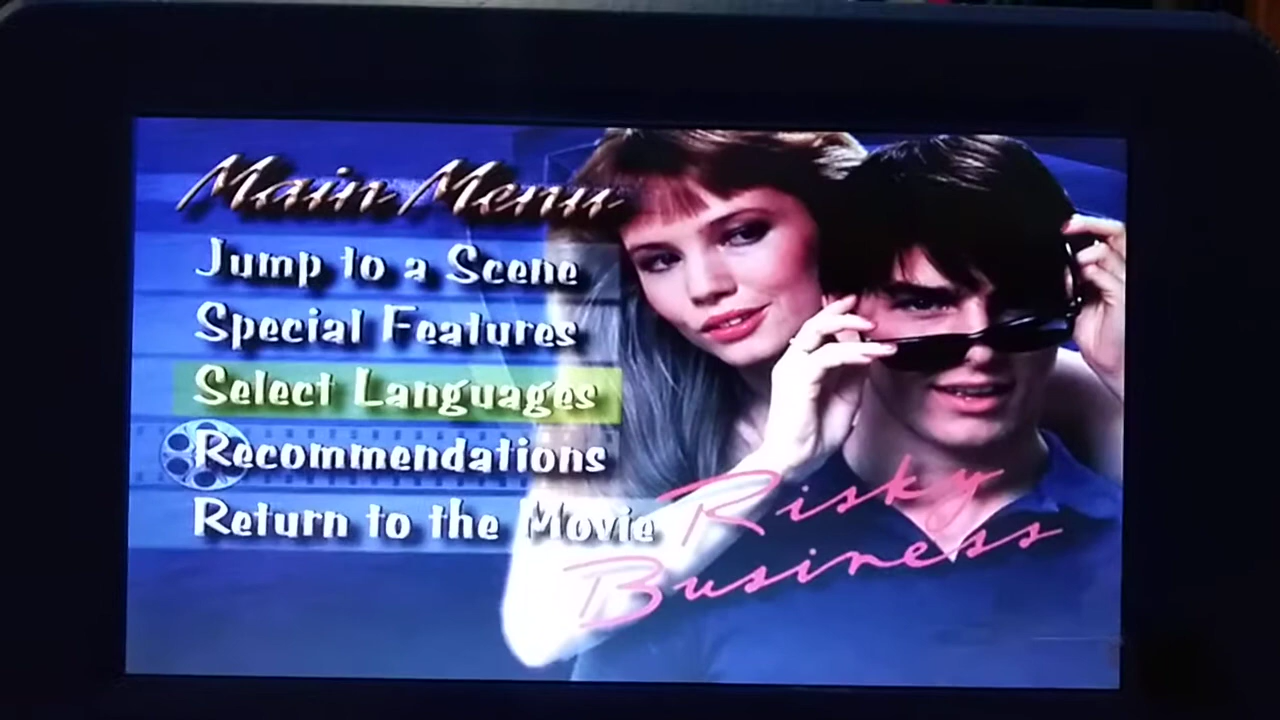 Main Menu
Jump to a Scene
Special Features
Select Languages
Recommendations
Return to the Movie
Risky
Business